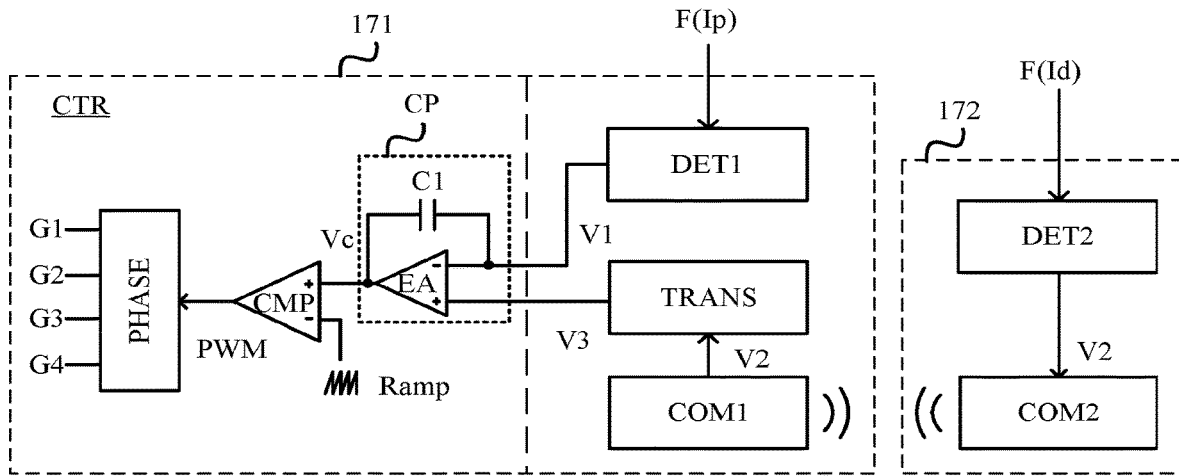 171
F(Ip)
F(Id)
CTR
CP
172
DET1
C1
DET2
G1
Vc
V1
G2
PHASE
CMP
+
-
EA
-
+
TRANS
G3
G4
PWM
V3
V2
V2
Ramp
COM1
COM2